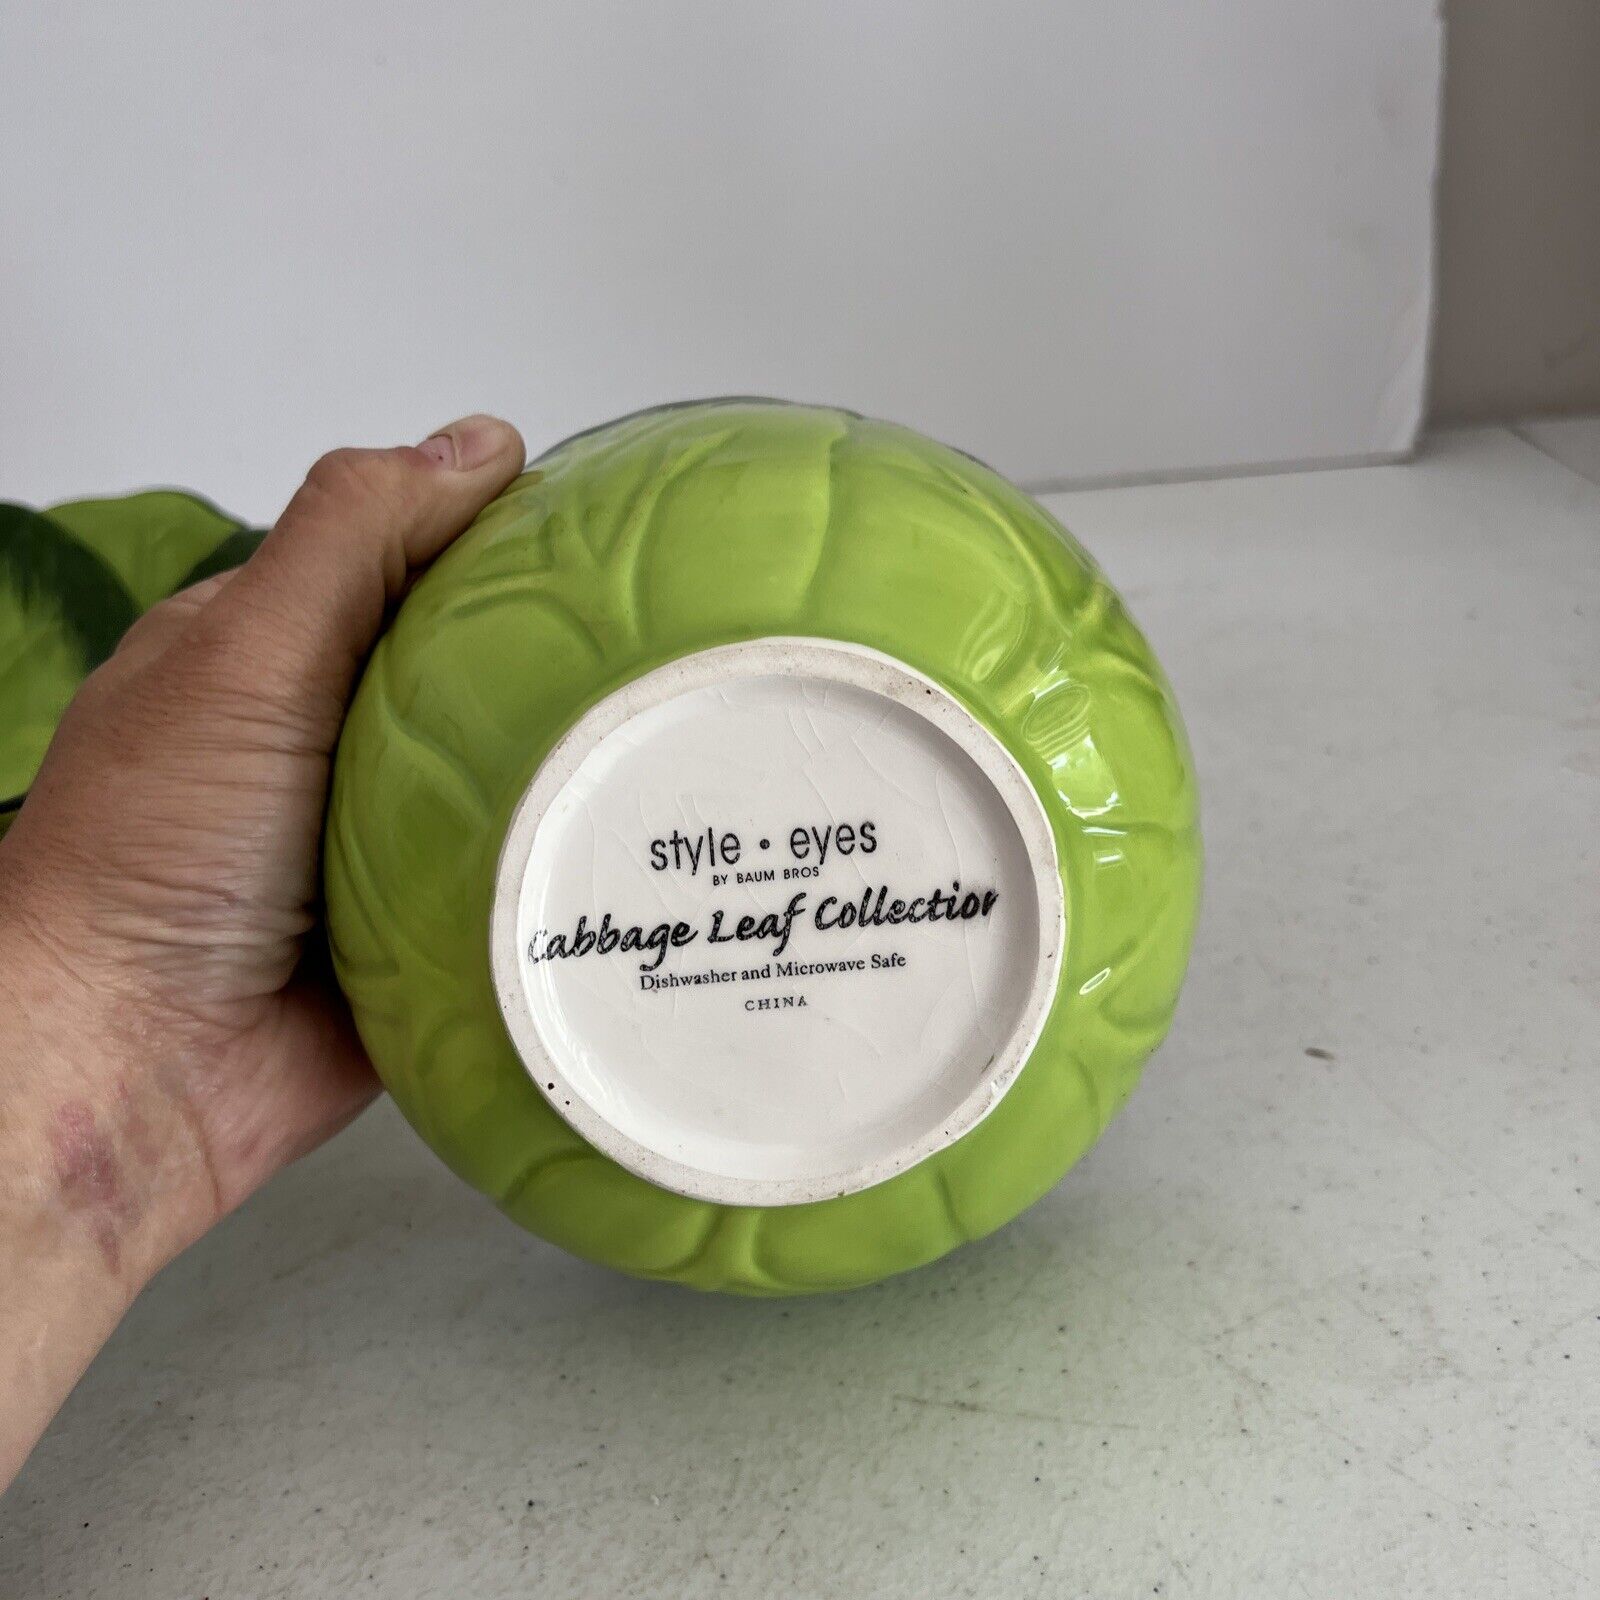 style • eyes
BY BAUM BROS
Cabbage Leaf Collection
Dishwasher and Microwave Safe
CHINA